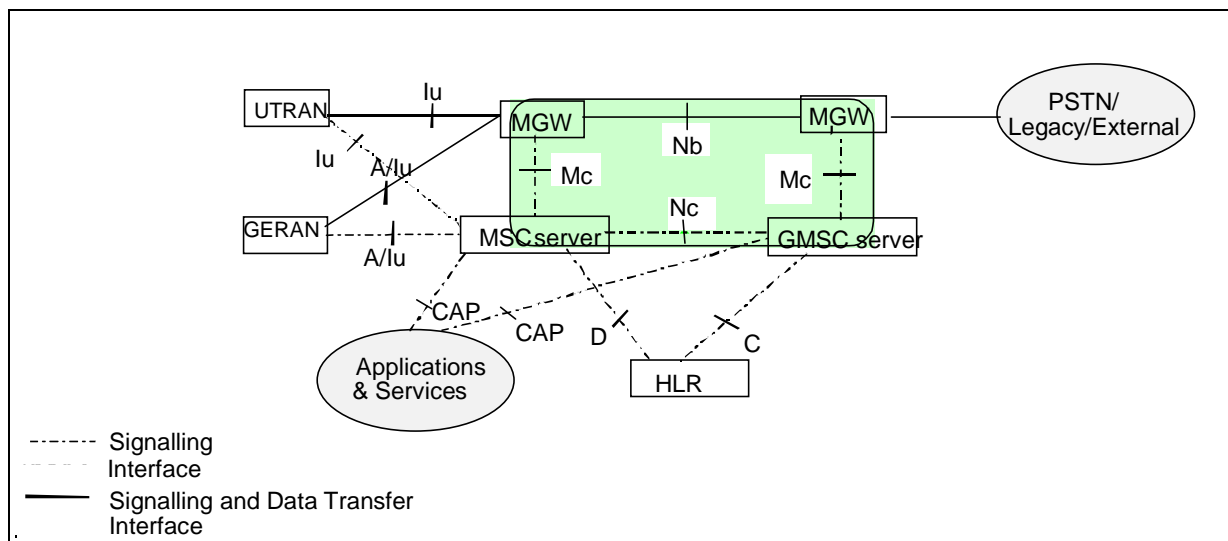 Iu
UTRAN
MGW
MGW
PSTN/
Legacy/External
Nb
Iu
A/Iu
Mc
Mc
Nc
GERAN
MSC server
GMSC server
A/Iu
CAP
CAP
D
C
Applications
& Services
HLR
Signalling
Interface
Signalling and Data Transfer
Interface